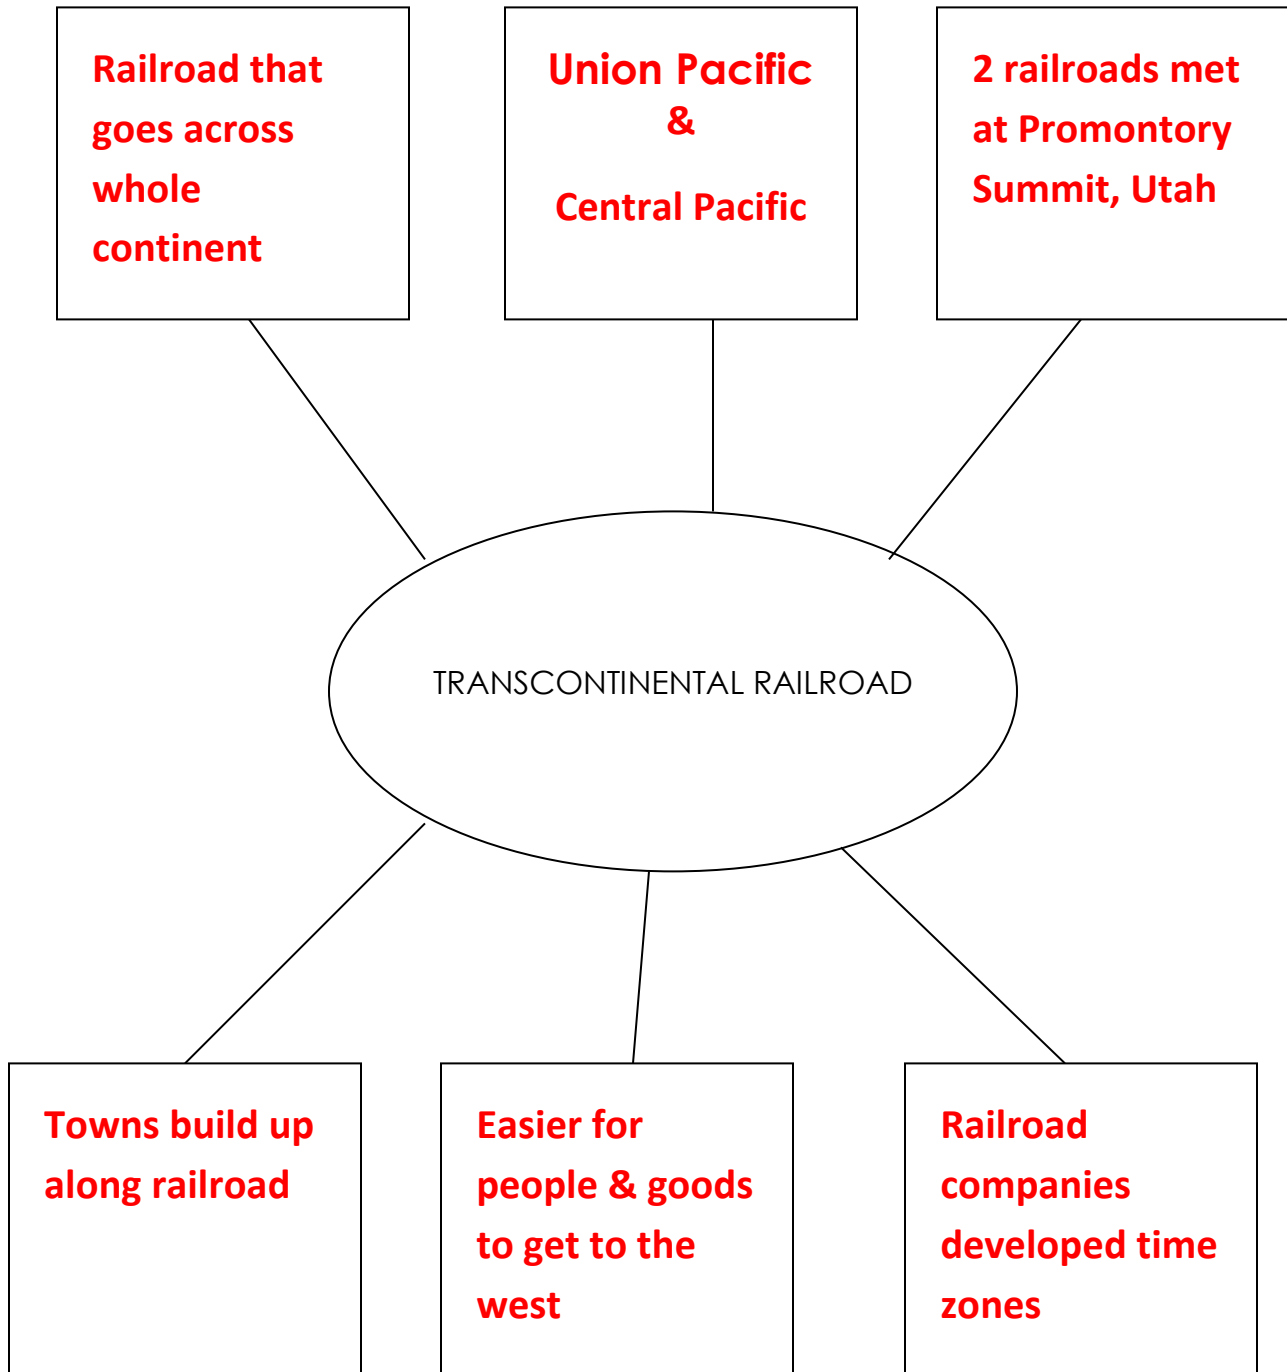 Railroad that
goes across
whole
continent
Union Pacific
&
Central Pacific
2 railroads met
at Promontory
Summit, Utah
TRANSCONTINENTAL RAILROAD
Towns build up
along railroad
Easier for
people & goods
to get to the
west
Railroad
companies
developed time
zones